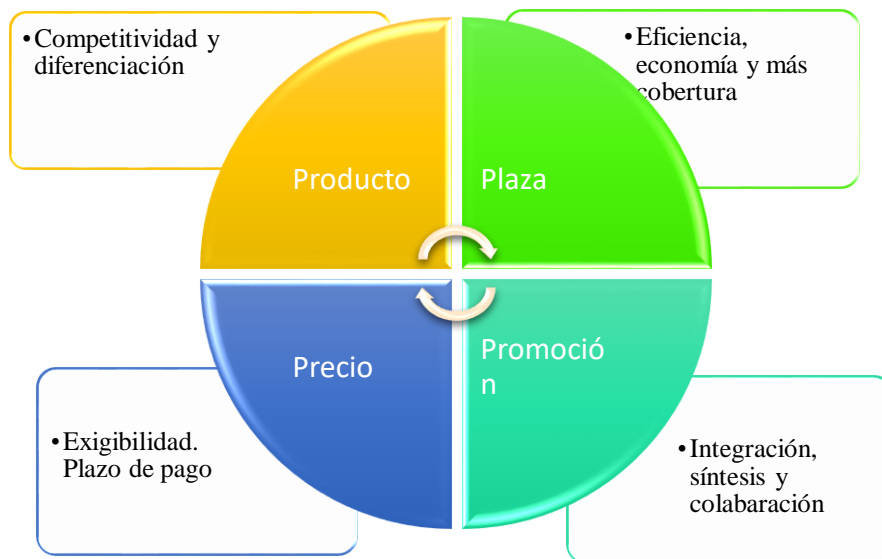 •Competitividad y
diferenciación
•Eficiencia,
economía y más
cobertura
Producto
Plaza
Precio
Promoció
n
•Exigibilidad.
Plazo de pago
•Integración,
síntesis y
colabaración